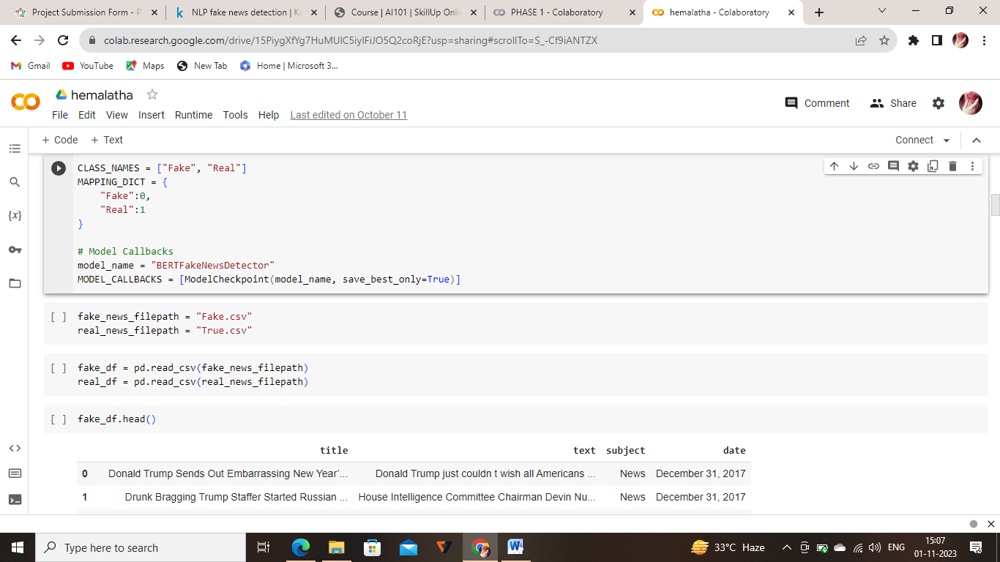 Project Submission Form - P
NLP fake news detection | Ka
Course | AI101 | SkillUp Onli
PHASE 1 - Colaboratory
hemalatha - Colaboratory
colab.research.google.com/drive/15PiygXfYg7HuMUlC5iylFiJO5Q2coRjE?usp=sharing#scrollTo=S_-Cf9iANTZX
Gmail YouTube Maps New Tab Home | Microsoft 3...
hemalatha
File Edit View Insert Runtime Tools Help Last edited on October 11
Comment Share
+ Code + Text
Connect
CLASS_NAMES = ["Fake", "Real"]
MAPPING_DICT = {
    "Fake":0,
    "Real":1
}
# Model Callbacks
model_name = "BERTFakeNewsDetector"
MODEL_CALLBACKS = [ModelCheckpoint(model_name, save_best_only=True)]
[ ] fake_news_filepath = "Fake.csv"
real_news_filepath = "True.csv"
[ ] fake_df = pd.read_csv(fake_news_filepath)
real_df = pd.read_csv(real_news_filepath)
[ ] fake_df.head()
title text subject date
0 Donald Trump Sends Out Embarrassing New Year'... Donald Trump just couldn t wish all Americans ... News December 31, 2017
1 Drunk Bragging Trump Staffer Started Russian ... House Intelligence Committee Chairman Devin Nu... News December 31, 2017
Type here to search
33°C Haze
ENG
15:07
01-11-2023